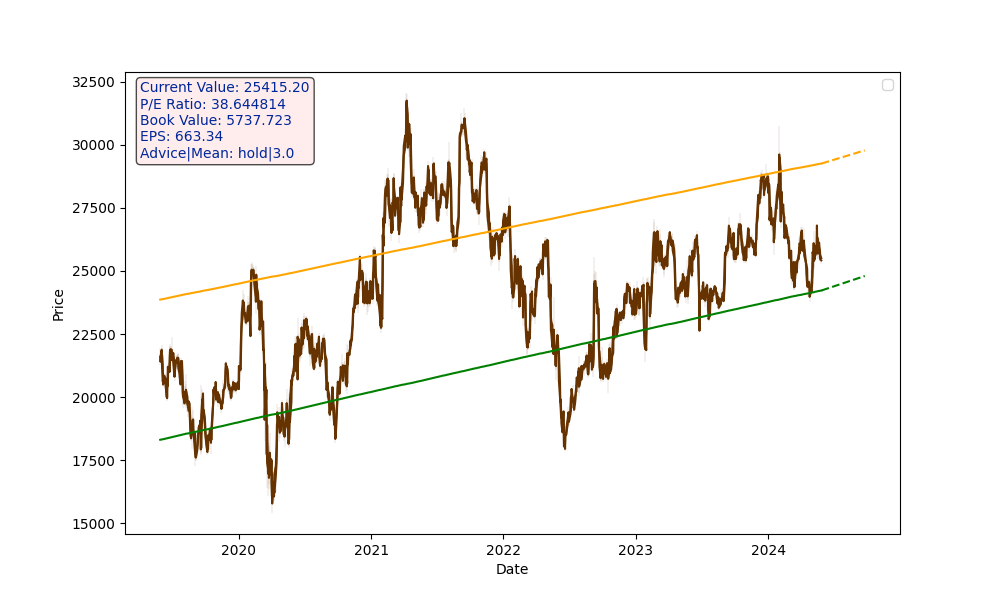 Current Value: 25415.20
P/E Ratio: 38.644814
Book Value: 5737.723
EPS: 663.34
Advice|Mean: hold|3.0
32500
30000
27500
25000
22500
20000
17500
15000
Price
2020 2021 2022 2023 2024
Date